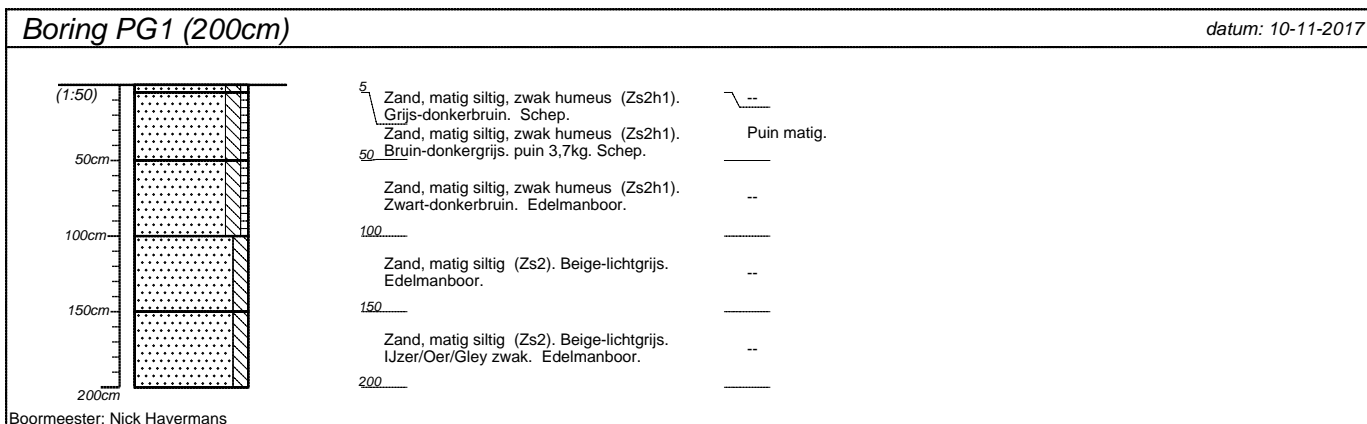 Boring PG1 (200cm)
datum: 10-11-2017
(1:50)
50cm
100cm
150cm
200cm
5
Zand, matig siltig, zwak humeus (Zs2h1).
Grijs-donkerbruin. Schep.
--
Zand, matig siltig, zwak humeus (Zs2h1).
Bruin-donkergrijs. puin 3,7kg. Schep.
Puin matig.
50
Zand, matig siltig, zwak humeus (Zs2h1).
Zwart-donkerbruin. Edelmanboor.
--
100
Zand, matig siltig (Zs2). Beige-lichtgrijs.
Edelmanboor.
--
150
Zand, matig siltig (Zs2). Beige-lichtgrijs.
IJzer/Oer/Gley zwak. Edelmanboor.
--
200
Boormeester: Nick Havermans